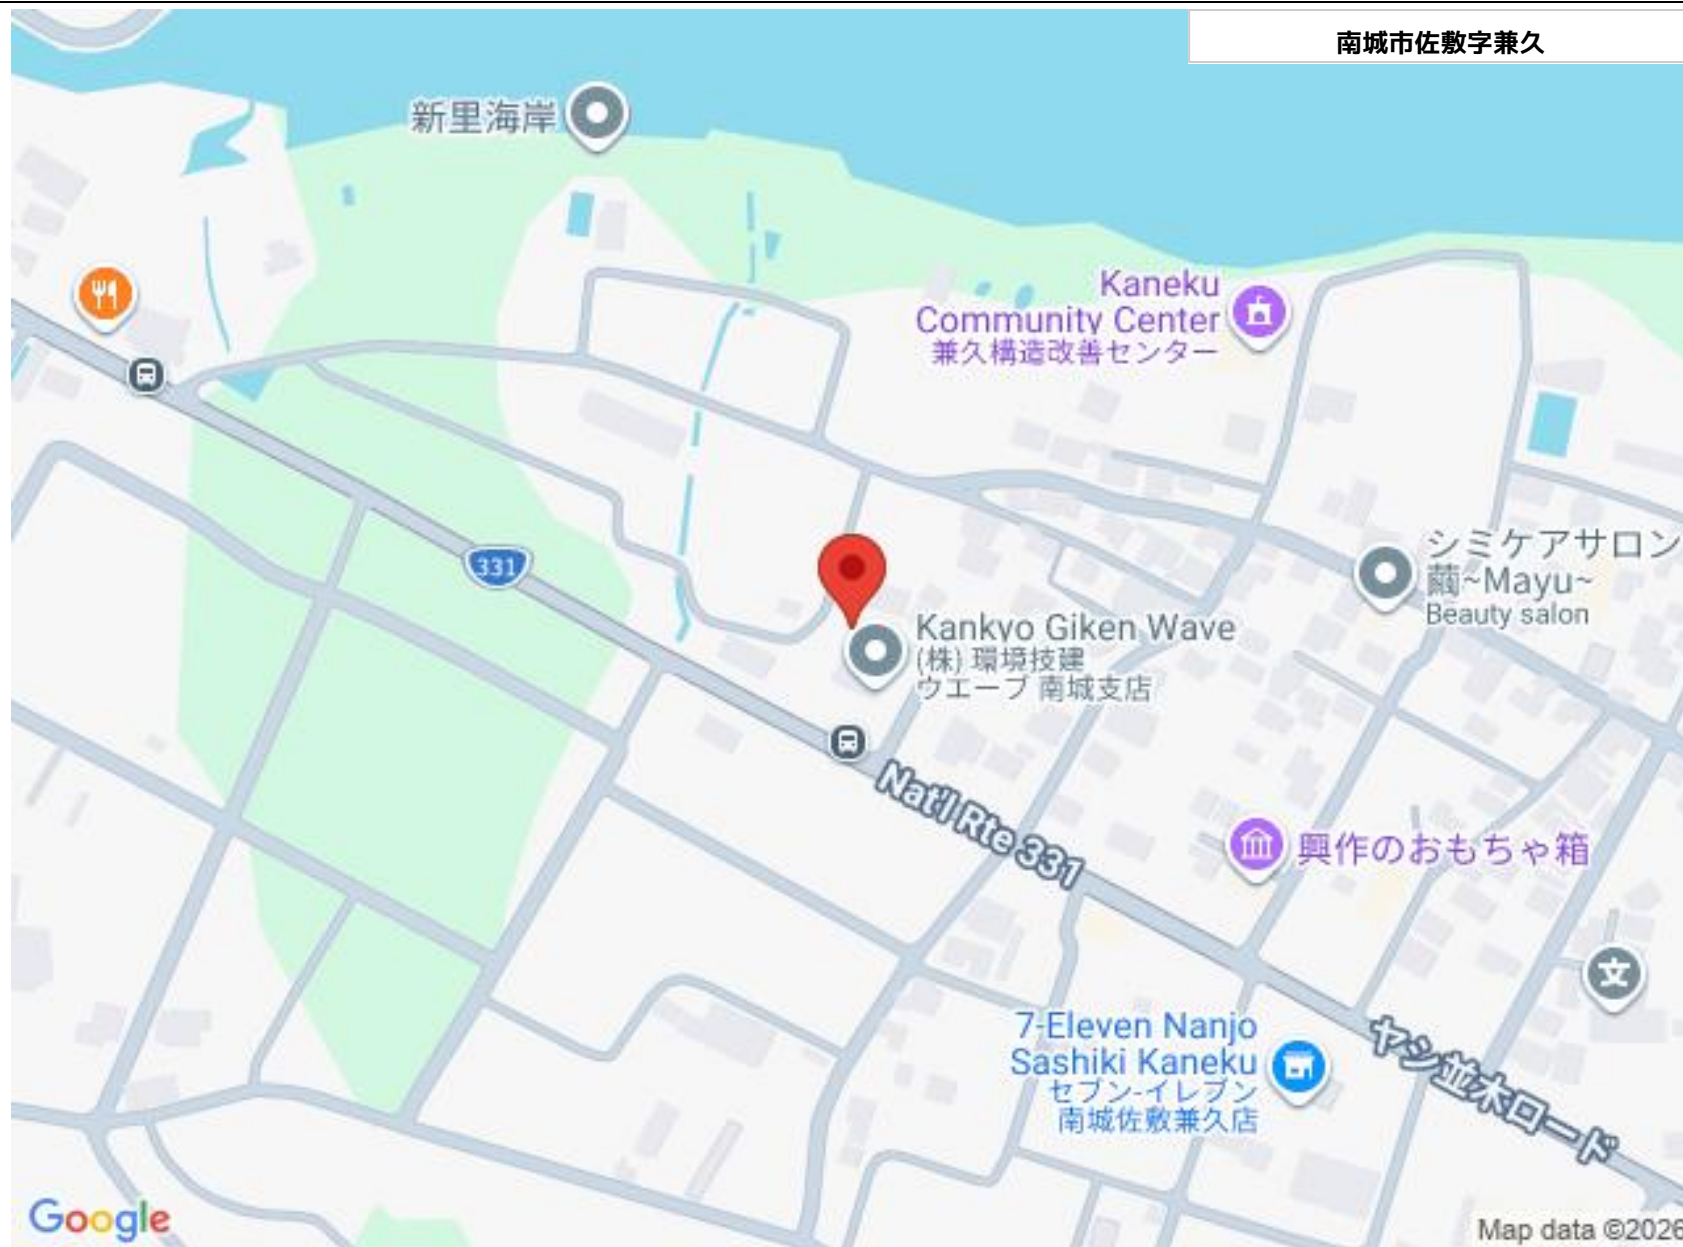 南城市佐敷字兼久
新里海岸
Kaneku
Community Center
兼久構造改善センター
331
シミケアサロン
繭~Mayu~
Beauty salon
Kankyo Giken Wave
(株) 環境技建
ウエーブ 南城支店
Nat'l Rte 331
興作のおもちゃ箱
文
7-Eleven Nanjo
Sashiki Kaneku
セブン-イレブン
南城佐敷兼久店
ヤシ並木ロード
Google
Map data ©2026